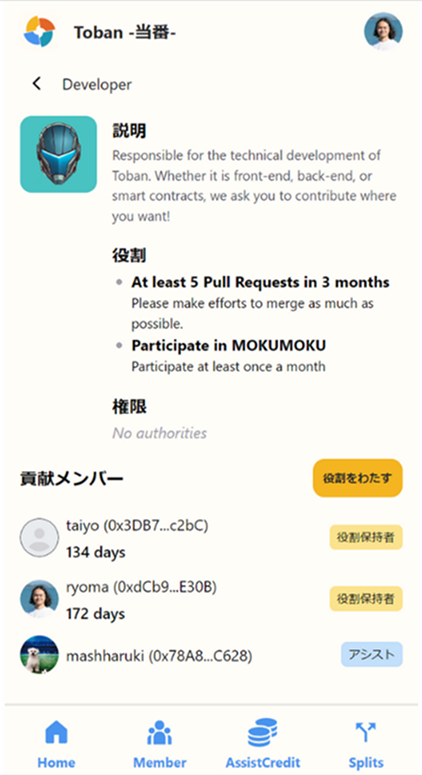 Toban -当番-
Developer
説明
Responsible for the technical development of
Toban. Whether it is front-end, back-end, or
smart contracts, we ask you to contribute where
you want!
役割
At least 5 Pull Requests in 3 months
Please make efforts to merge as much as
possible.
Participate in MOKUMOKU
Participate at least once a month
権限
No authorities
貢献メンバー
役割をわたす
taiyo (0x3DB7...c2bC)
134 days
役割保持者
ryoma (0xdCb9...E30B)
172 days
役割保持者
mashharuki (0x78A8...C628)
アシスト
Home
Member
AssistCredit
Splits